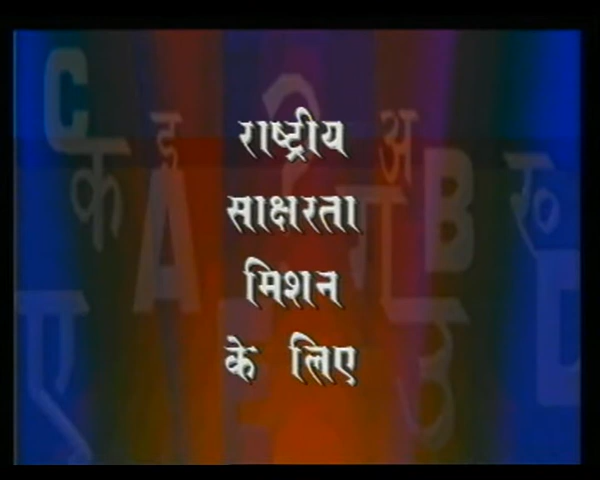 राष्ट्रीय
साक्षरता
मिशन
के लिए
C
इ
अ
क
A
ग
B
रू
ए
E
उ
D